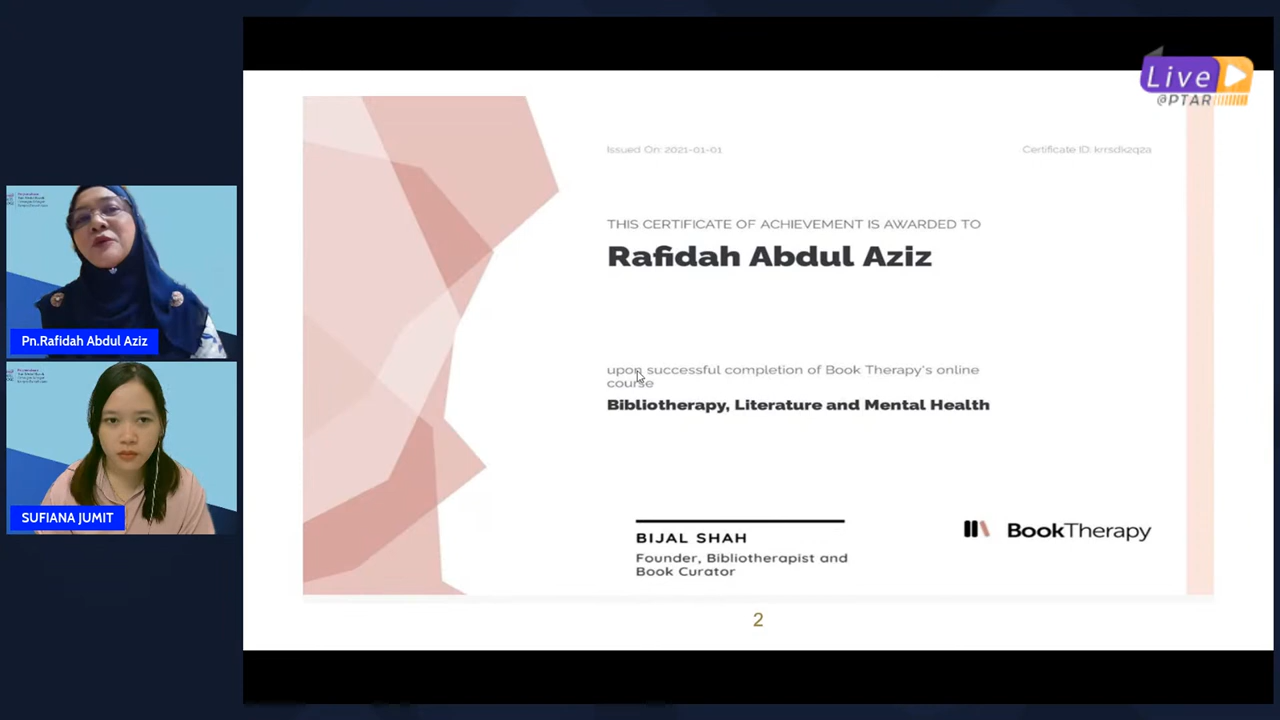 Live
@PTAR
Issued On: 2021-01-01
Certificate ID: krrsdk2q2a
THIS CERTIFICATE OF ACHIEVEMENT IS AWARDED TO
Rafidah Abdul Aziz
upon successful completion of Book Therapy's online
course
Bibliotherapy, Literature and Mental Health
BIJAL SHAH
Founder, Bibliotherapist and
Book Curator
BookTherapy
2
Pn.Rafidah Abdul Aziz
SUFIANA JUMIT